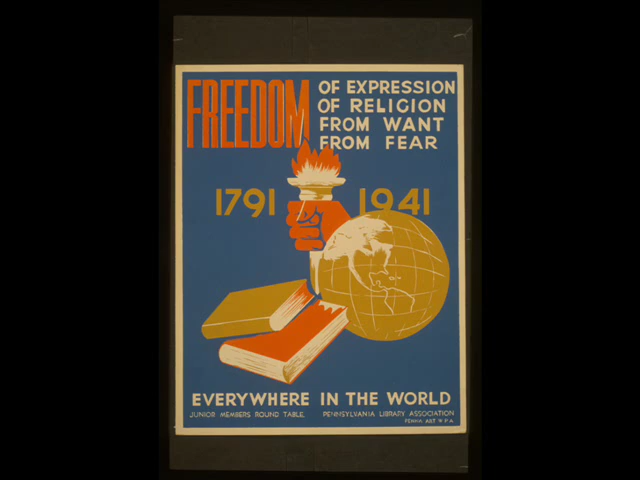 FREEDOM
OF EXPRESSION
OF RELIGION
FROM WANT
FROM FEAR
1791 1941
EVERYWHERE IN THE WORLD
JUNIOR MEMBERS ROUND TABLE, PENNSYLVANIA LIBRARY ASSOCIATION
PENNA ART W P A